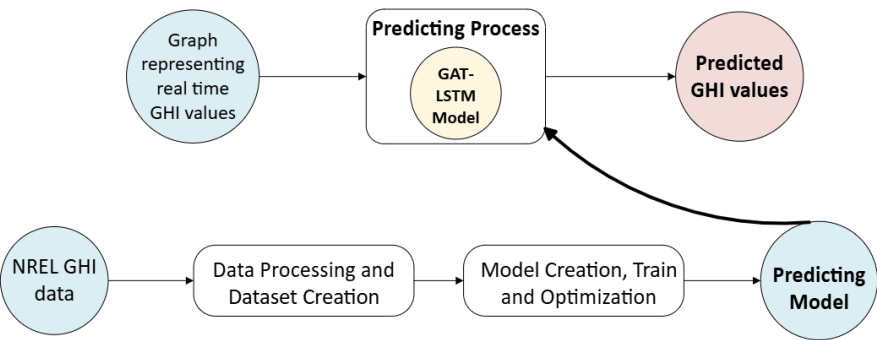 Graph
representing
real time
GHI values
Predicting Process
GAT-
LSTM
Model
Predicted
GHI values
NREL GHI
data
Data Processing and
Dataset Creation
Model Creation, Train
and Optimization
Predicting
Model